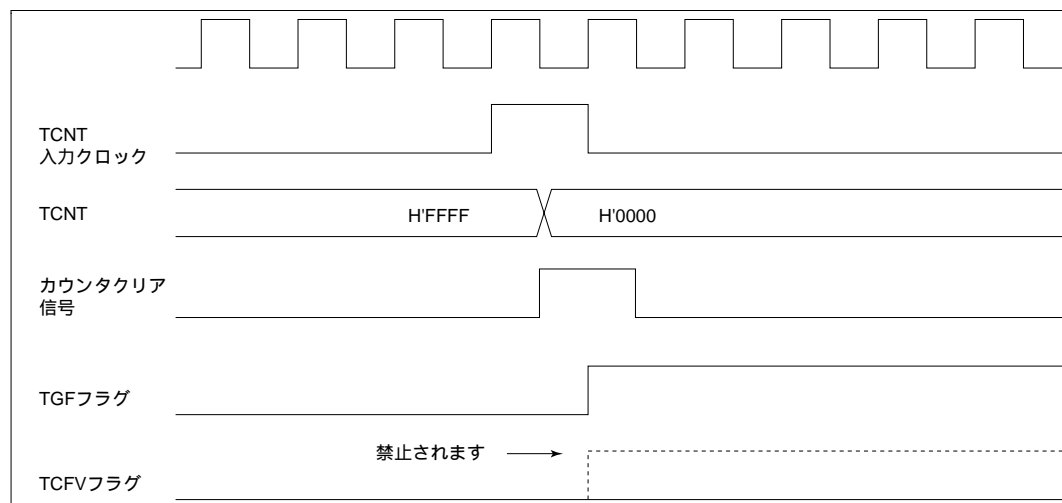 TCNT
入力クロック
TCNT
H'FFFF
H'0000
カウンタクリア
信号
TGFフラグ
禁止されます
TCFVフラグ